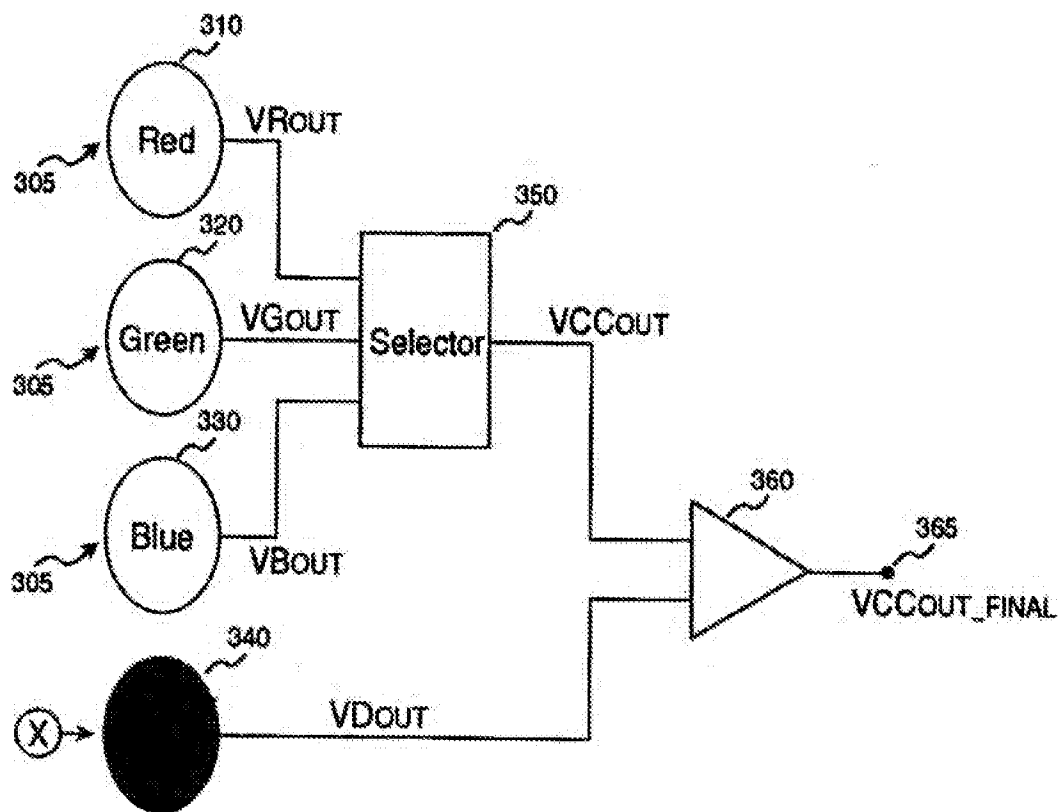 310
Red
VROUT
305
320
350
Green
VGOUT
Selector
VCCOUT
305
330
Blue
VBOUT
305
360
365
VCCOUT_FINAL
340
X
VDOUT